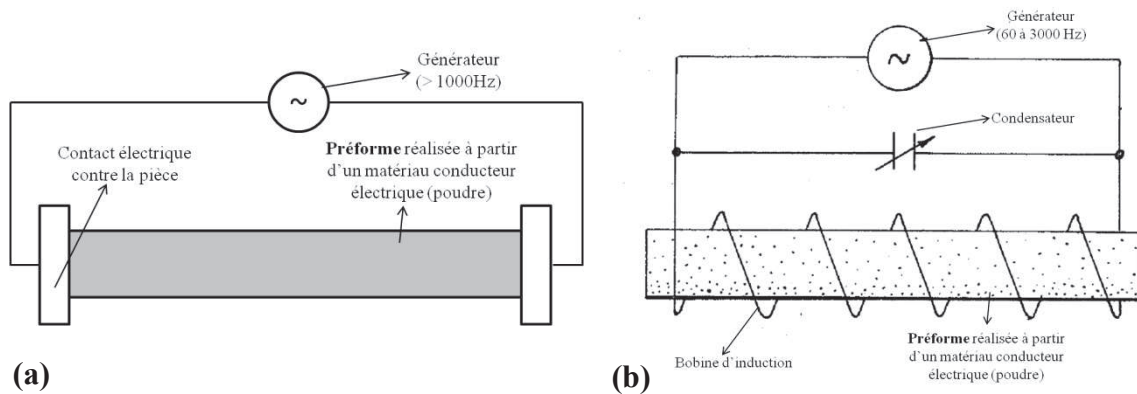 Générateur
(> 1000Hz)
Contact électrique
contre la pièce
Préforme réalisée à partir
d'un matériau conducteur
électrique (poudre)
(a)
Générateur
(60 à 3000 Hz)
Condensateur
Bobine d'induction
Préforme réalisée à partir
d'un matériau conducteur
électrique (poudre)
(b)